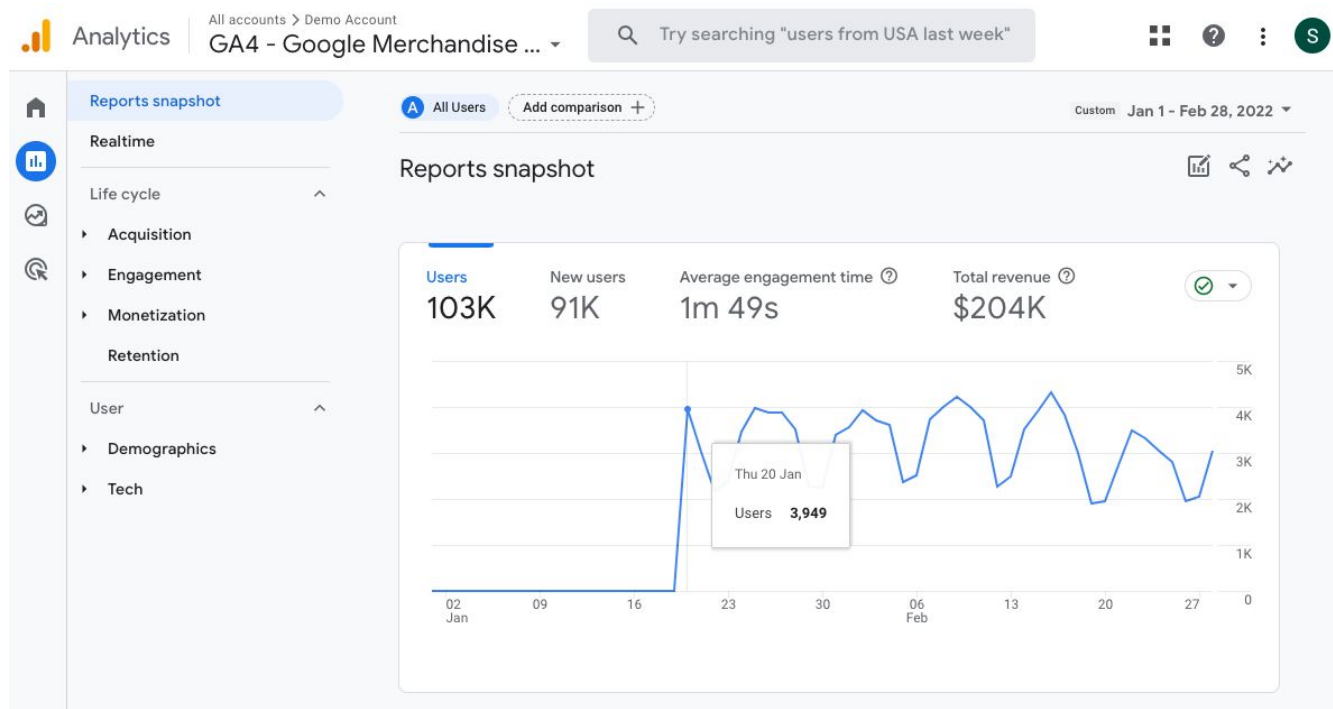 All accounts > Demo Account
Analytics
GA4 - Google Merchandise ...
Try searching "users from USA last week"
S
Reports snapshot
Realtime
Life cycle
Acquisition
Engagement
Monetization
Retention
User
Demographics
Tech
A All Users
Add comparison +
Custom Jan 1 - Feb 28, 2022
Reports snapshot
Users New users Average engagement time Total revenue
103K 91K 1m 49s $204K
5K
4K
3K
2K
1K
0
Thu 20 Jan
Users 3,949
02 09 16 23 30 06 13 20 27
Jan Feb